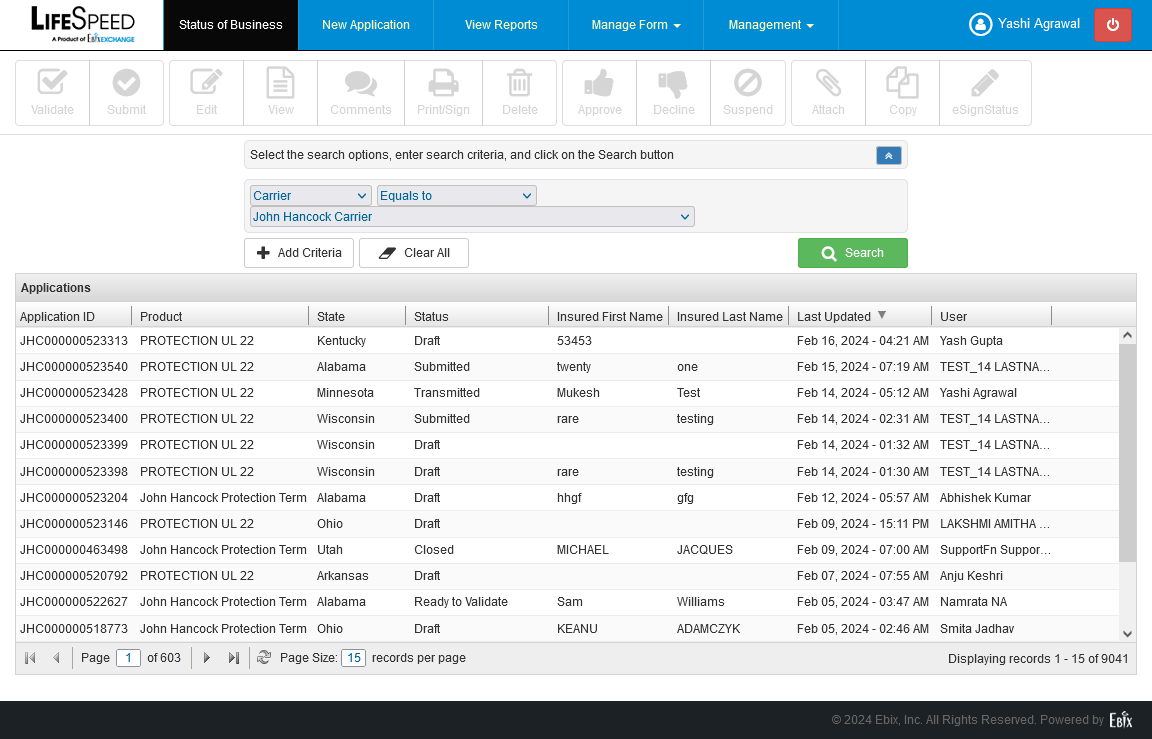 LIFESPEED
A Product of EbixEXCHANGE
Status of Business New Application View Reports Manage Form Management Yashi Agrawal
Validate Submit Edit View Comments Print/Sign Delete Approve Decline Suspend Attach Copy eSignStatus
Select the search options, enter search criteria, and click on the Search button
Carrier Equals to
John Hancock Carrier
Add Criteria Clear All Search
Applications
Application ID Product State Status Insured First Name Insured Last Name Last Updated User
JHC000000523313 PROTECTION UL 22 Kentucky Draft 53453 Feb 16, 2024 - 04:21 AM Yash Gupta
JHC000000523540 PROTECTION UL 22 Alabama Submitted twenty one Feb 15, 2024 - 07:19 AM TEST_14 LASTNA...
JHC000000523428 PROTECTION UL 22 Minnesota Transmitted Mukesh Test Feb 14, 2024 - 05:12 AM Yashi Agrawal
JHC000000523400 PROTECTION UL 22 Wisconsin Submitted rare testing Feb 14, 2024 - 02:31 AM TEST_14 LASTNA...
JHC000000523399 PROTECTION UL 22 Wisconsin Draft Feb 14, 2024 - 01:32 AM TEST_14 LASTNA...
JHC000000523398 PROTECTION UL 22 Wisconsin Draft rare testing Feb 14, 2024 - 01:30 AM TEST_14 LASTNA...
JHC000000523204 John Hancock Protection Term Alabama Draft hhgf gfg Feb 12, 2024 - 05:57 AM Abhishek Kumar
JHC000000523146 PROTECTION UL 22 Ohio Draft Feb 09, 2024 - 15:11 PM LAKSHMI AMITHA ...
JHC000000463498 John Hancock Protection Term Utah Closed MICHAEL JACQUES Feb 09, 2024 - 07:00 AM SupportFn Suppor...
JHC000000520792 PROTECTION UL 22 Arkansas Draft Feb 07, 2024 - 07:55 AM Anju Keshri
JHC000000522627 John Hancock Protection Term Alabama Ready to Validate Sam Williams Feb 05, 2024 - 03:47 AM Namrata NA
JHC000000518773 John Hancock Protection Term Ohio Draft KEANU ADAMCZYK Feb 05, 2024 - 02:46 AM Smita Jadhav
Page 1 of 603 Page Size: 15 records per page Displaying records 1 - 15 of 9041
© 2024 Ebix, Inc. All Rights Reserved. Powered by Ebix